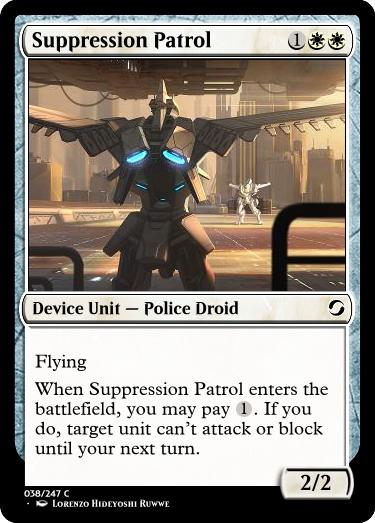 Suppression Patrol 1
Device Unit — Police Droid
Flying
When Suppression Patrol enters the
battlefield, you may pay 1. If you
do, target unit can't attack or block
until your next turn.
2/2
038/247 C
· Lorenzo Hideyoshi Ruwwe